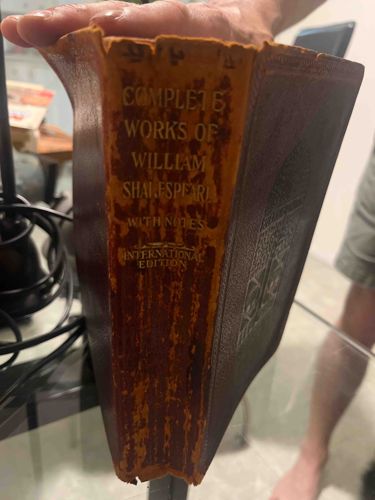 COMPLETE
WORKS OF
WILLIAM
SHAKESPEARE
WITH NOTES
INTERNATIONAL
EDITION